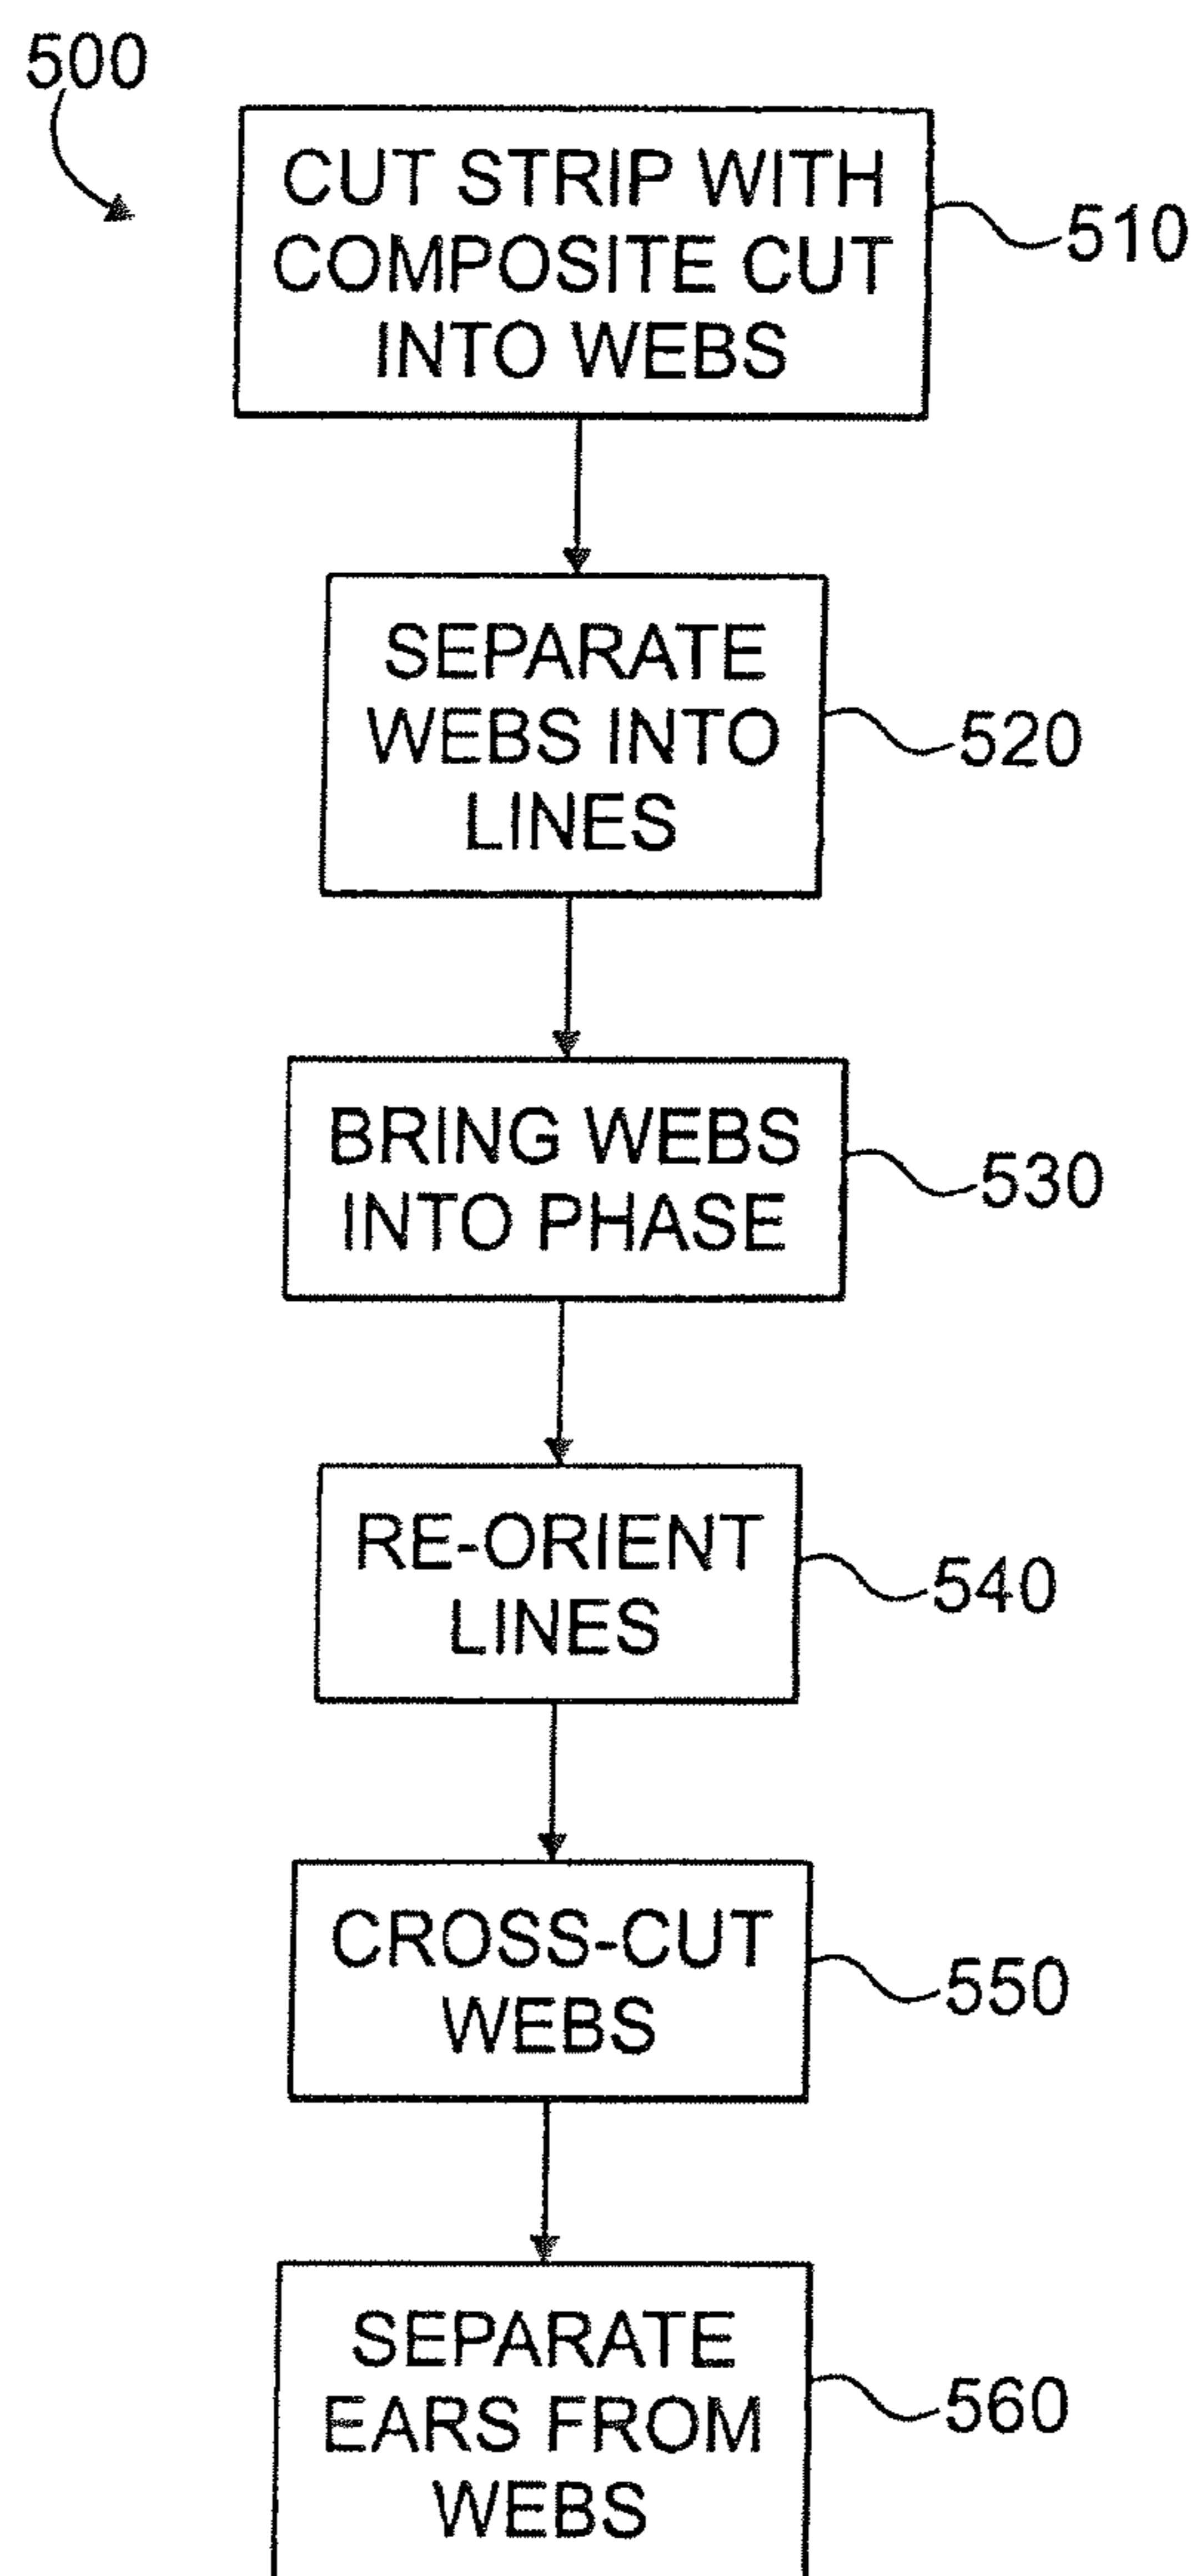 500
CUT STRIP WITH
COMPOSITE CUT
INTO WEBS
510
SEPARATE
WEBS INTO
LINES
520
BRING WEBS
INTO PHASE
530
RE-ORIENT
LINES
540
CROSS-CUT
WEBS
550
SEPARATE
EARS FROM
WEBS
560